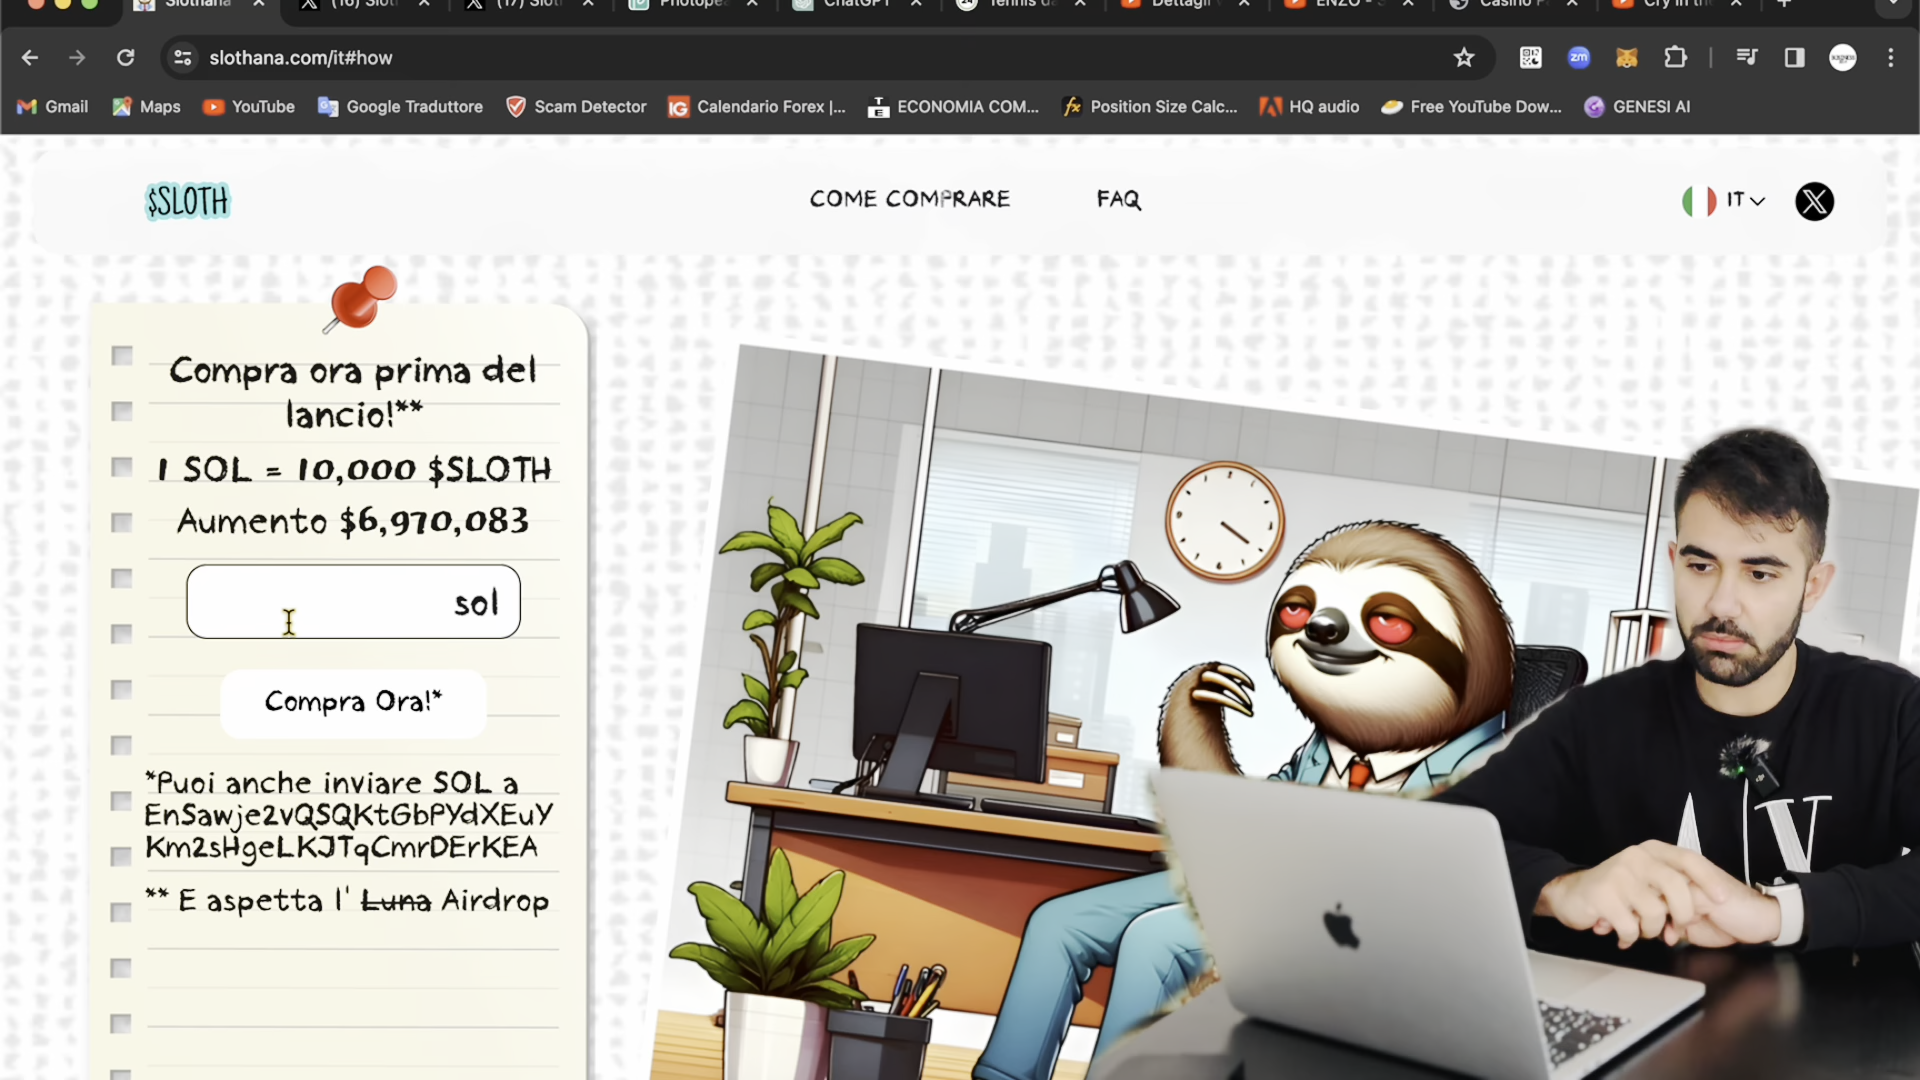 slothana.com/it#how
Gmail
Maps
YouTube
Google Traduttore
Scam Detector
Calendario Forex |...
ECONOMIA COM...
Position Size Calc...
HQ audio
Free YouTube Dow...
GENESI AI
$SLOTH
COME COMPRARE
FAQ
IT
Compra ora prima del
lancio!**
1 SOL = 10,000 $SLOTH
Aumento $6,970,083
sol
Compra Ora!*
*Puoi anche inviare SOL a
EnSawje2vQSQKtGbPYdXEuY
Km2sHgeLKJTqCmrDErKEA
** E aspetta l' Luna Airdrop